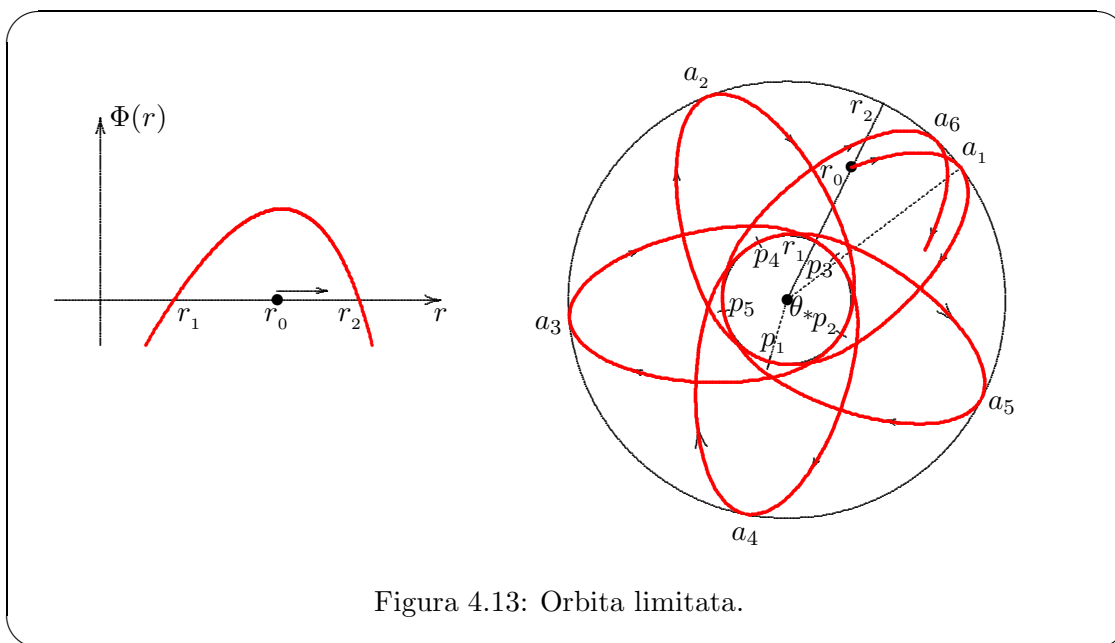 Φ(r)
r₁
r₀
r₂
r
a₂
r₂
a₆
a₁
r₀
r₁
p₄
p₃
p₅
θ*
p₂
a₃
p₁
a₅
a₄
Figura 4.13: Orbita limitata.